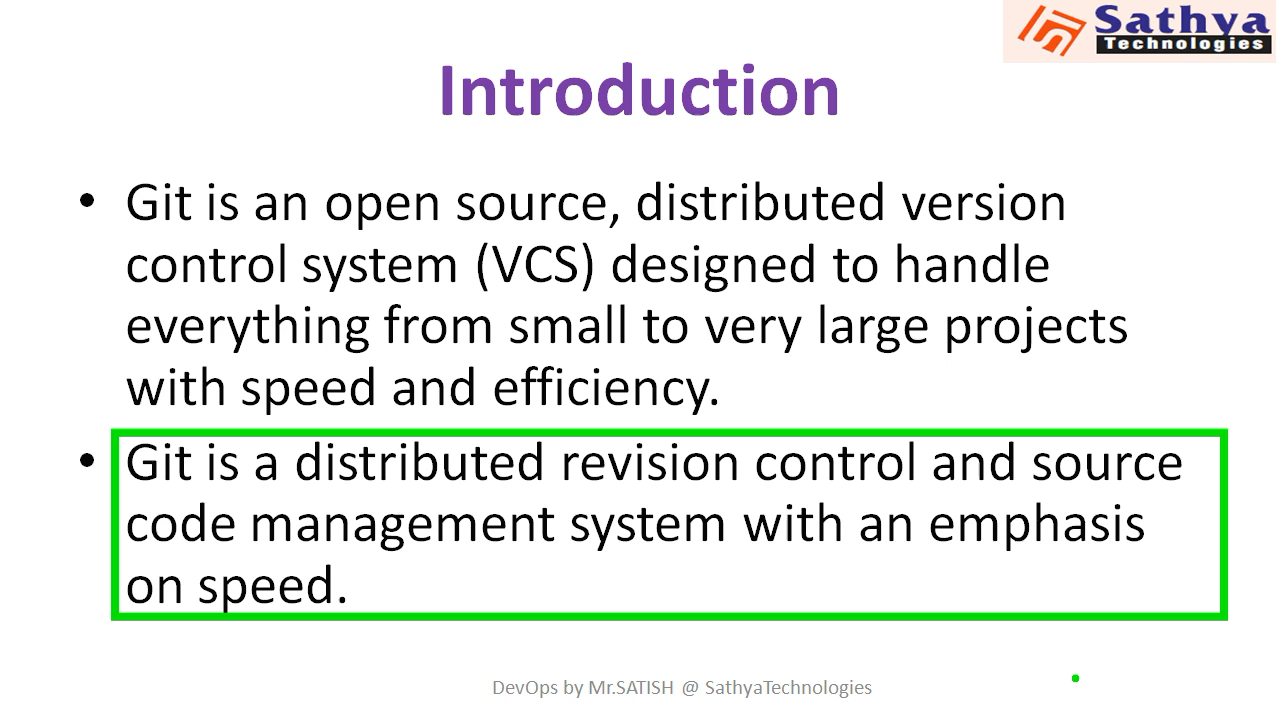 Sathya
Technologies
Introduction
• Git is an open source, distributed version
control system (VCS) designed to handle
everything from small to very large projects
with speed and efficiency.
• Git is a distributed revision control and source
code management system with an emphasis
on speed.
DevOps by Mr.SATISH @ SathyaTechnologies